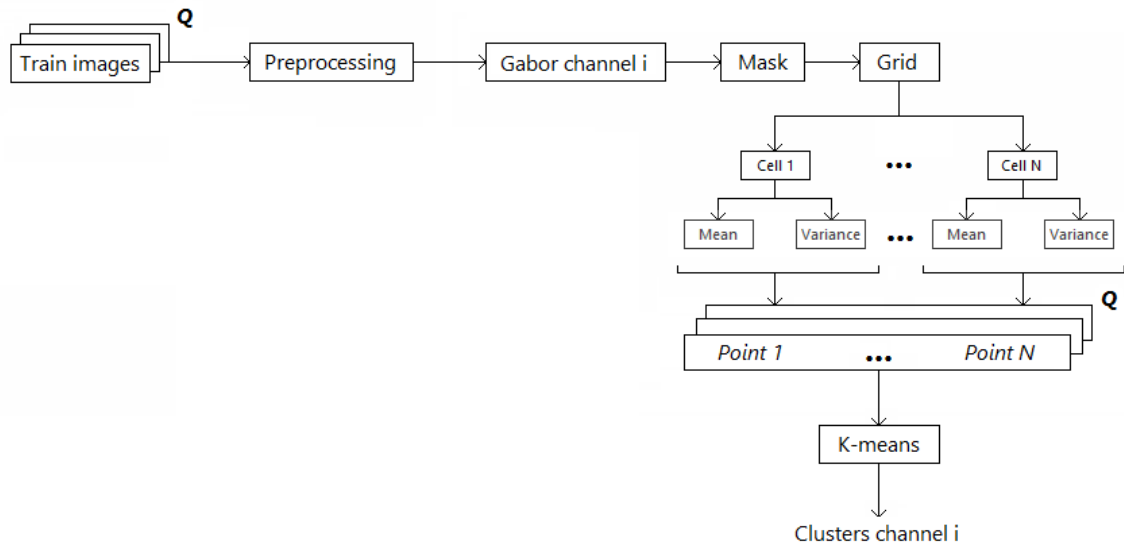 Q
Train images
Preprocessing
Gabor channel i
Mask
Grid
Cell 1
...
Cell N
Mean
Variance
...
Mean
Variance
Q
Point 1 ... Point N
K-means
Clusters channel i